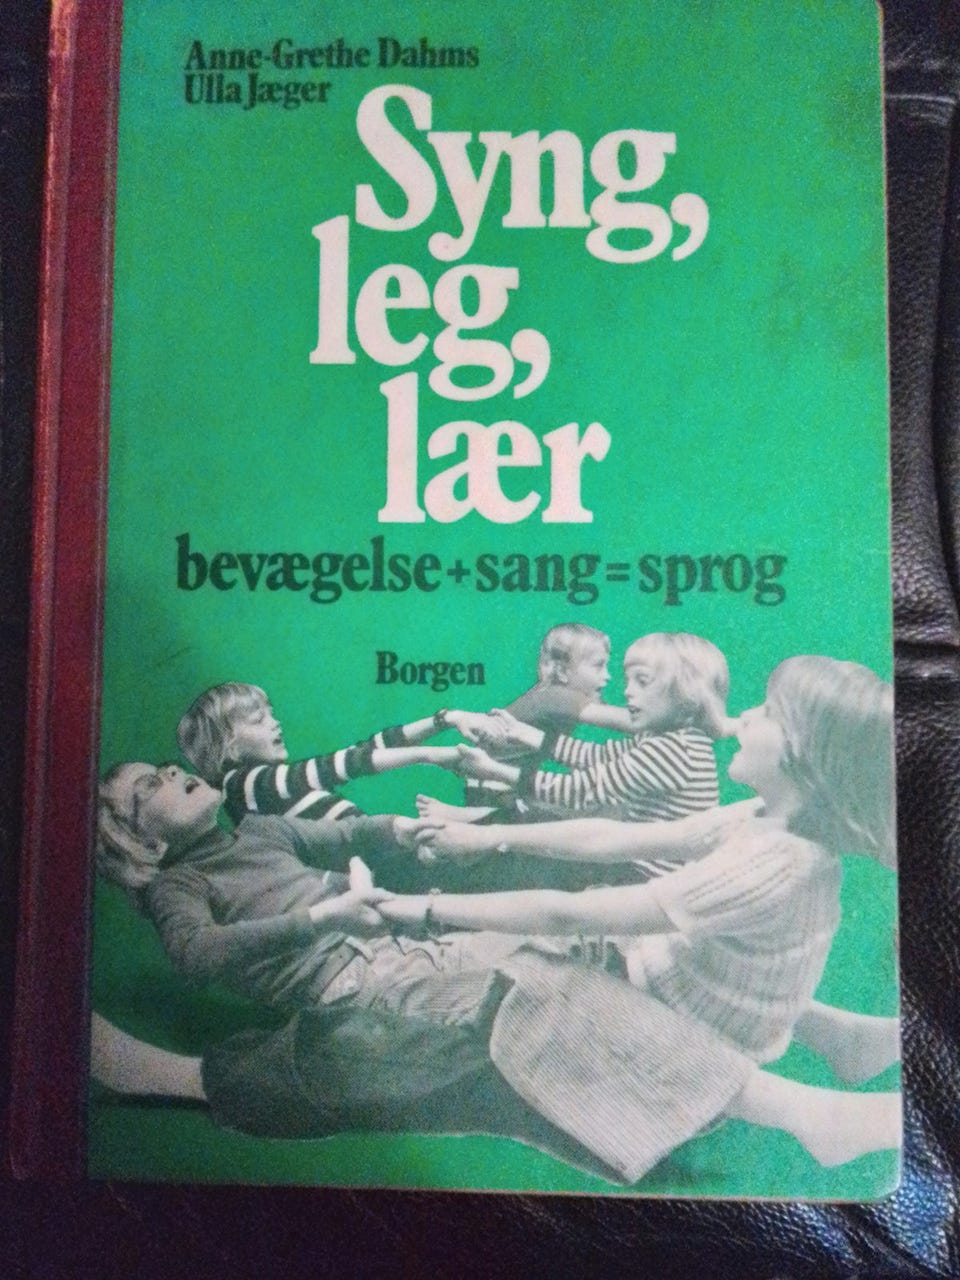 Anne-Grethe Dahms
Ulla Jæger
Syng,
leg,
lær
bevægelse+sang=sprog
Borgen